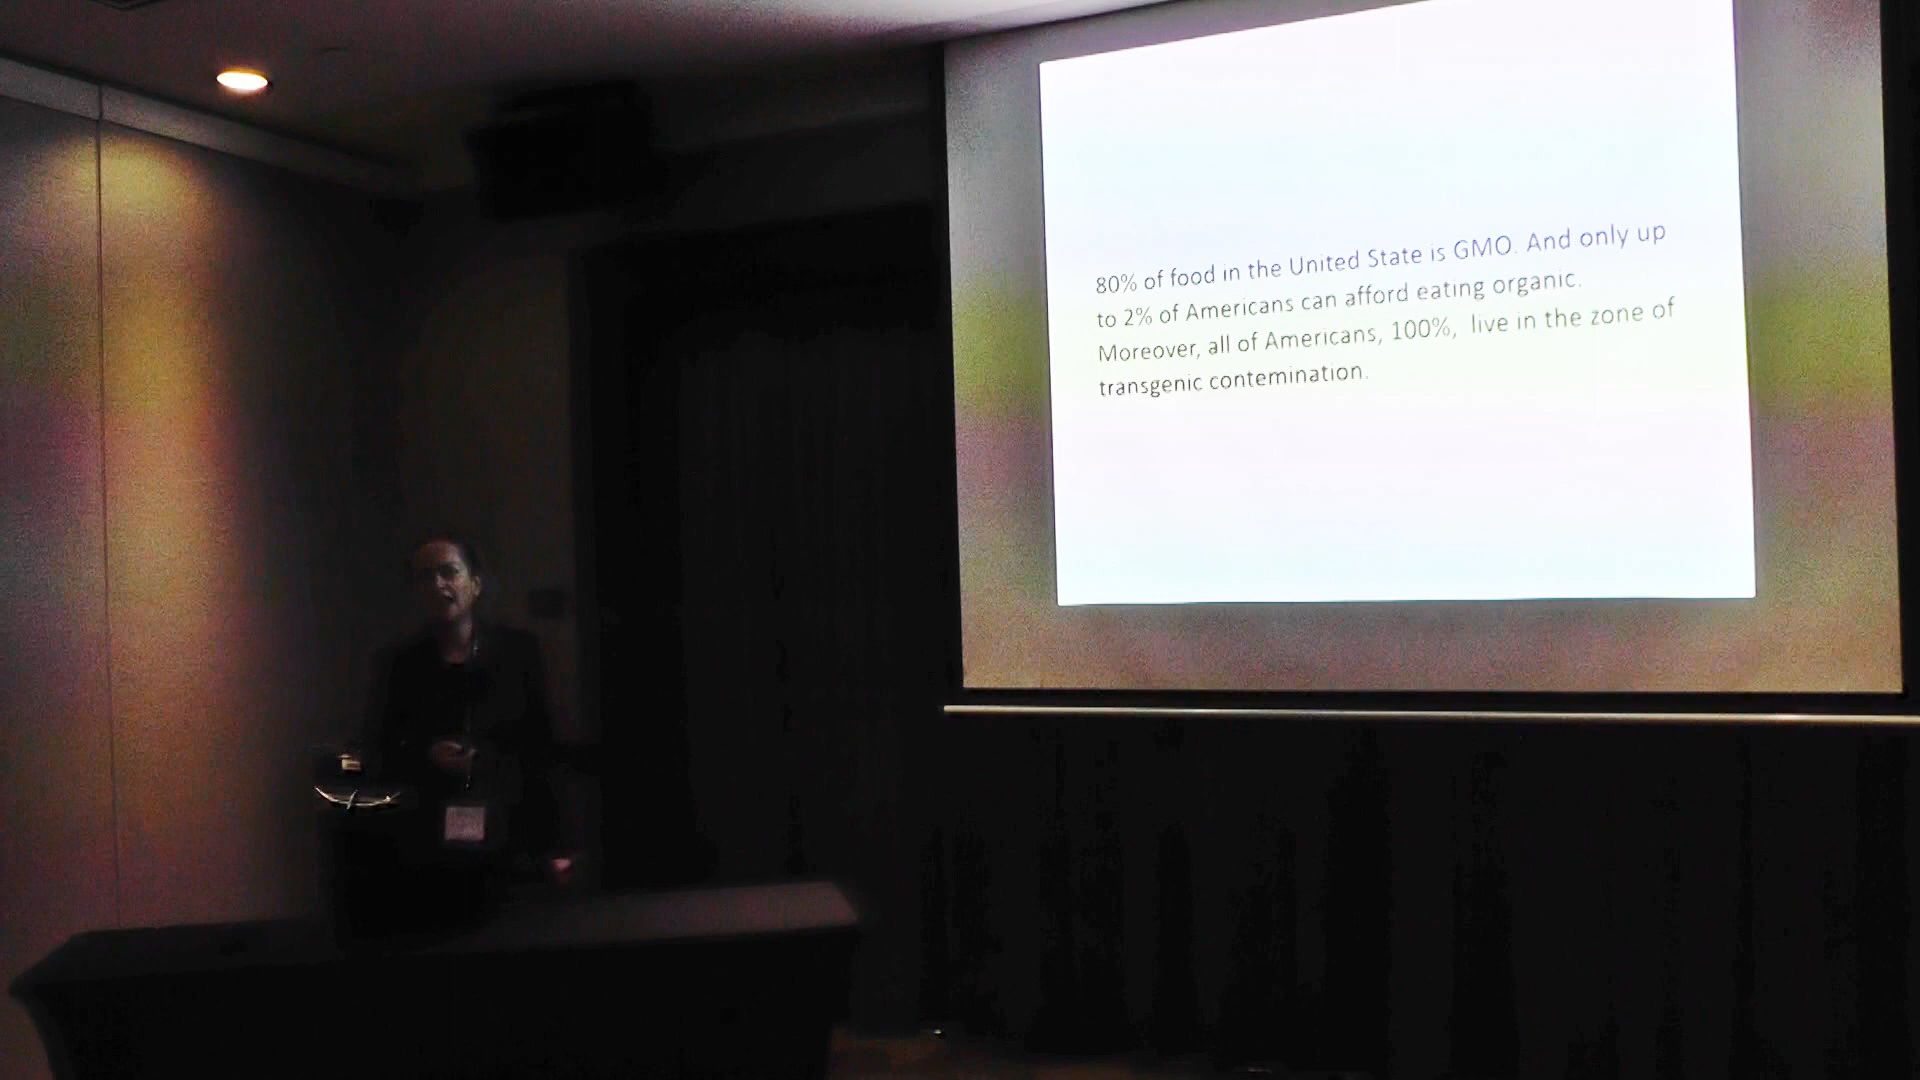 80% of food in the United State is GMO. And only up
to 2% of Americans can afford eating organic.
Moreover, all of Americans, 100%, live in the zone of
transgenic contemination.